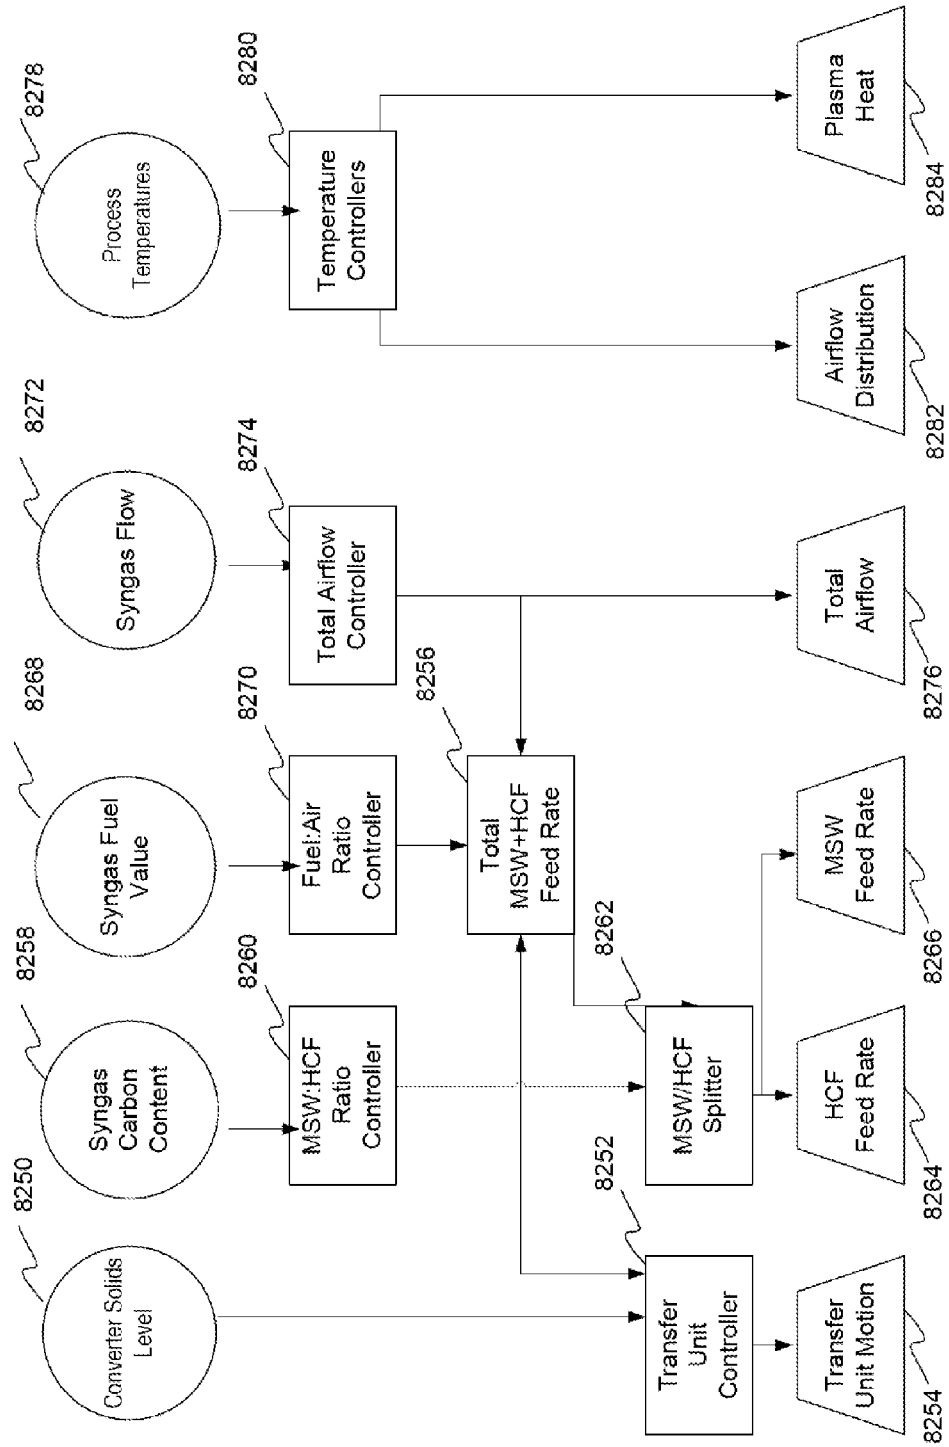 8250
Converter Solids
Level
8258
Syngas
Carbon
Content
8268
Syngas Fuel
Value
8272
Syngas Flow
8278
Process
Temperatures
8260
MSW:HCF
Ratio
Controller
8270
Fuel:Air
Ratio
Controller
8274
Total Airflow
Controller
8280
Temperature
Controllers
8256
Total
MSW+HCF
Feed Rate
8252
Transfer
Unit
Controller
8262
MSW/HCF
Splitter
Transfer
Unit Motion
8254
HCF
Feed Rate
8264
MSW
Feed Rate
8266
Total
Airflow
8276
Airflow
Distribution
8282
Plasma
Heat
8284